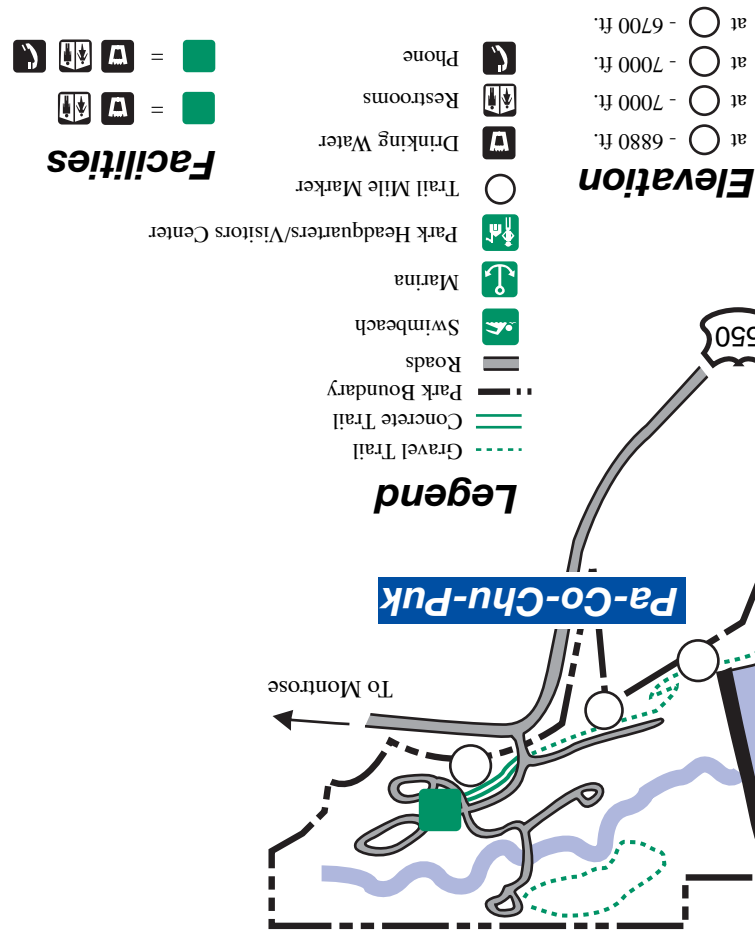 To Montrose
Pa-Co-Chu-Puk
550
Legend
Gravel Trail
Concrete Trail
Park Boundary
Roads
Swimbeach
Marina
Park Headquarters/Visitors Center
Trail Mile Marker
Drinking Water
Restrooms
Phone
Elevation
at - 6880 ft.
at - 7000 ft.
at - 7000 ft.
at - 6700 ft.
Facilities
=
=